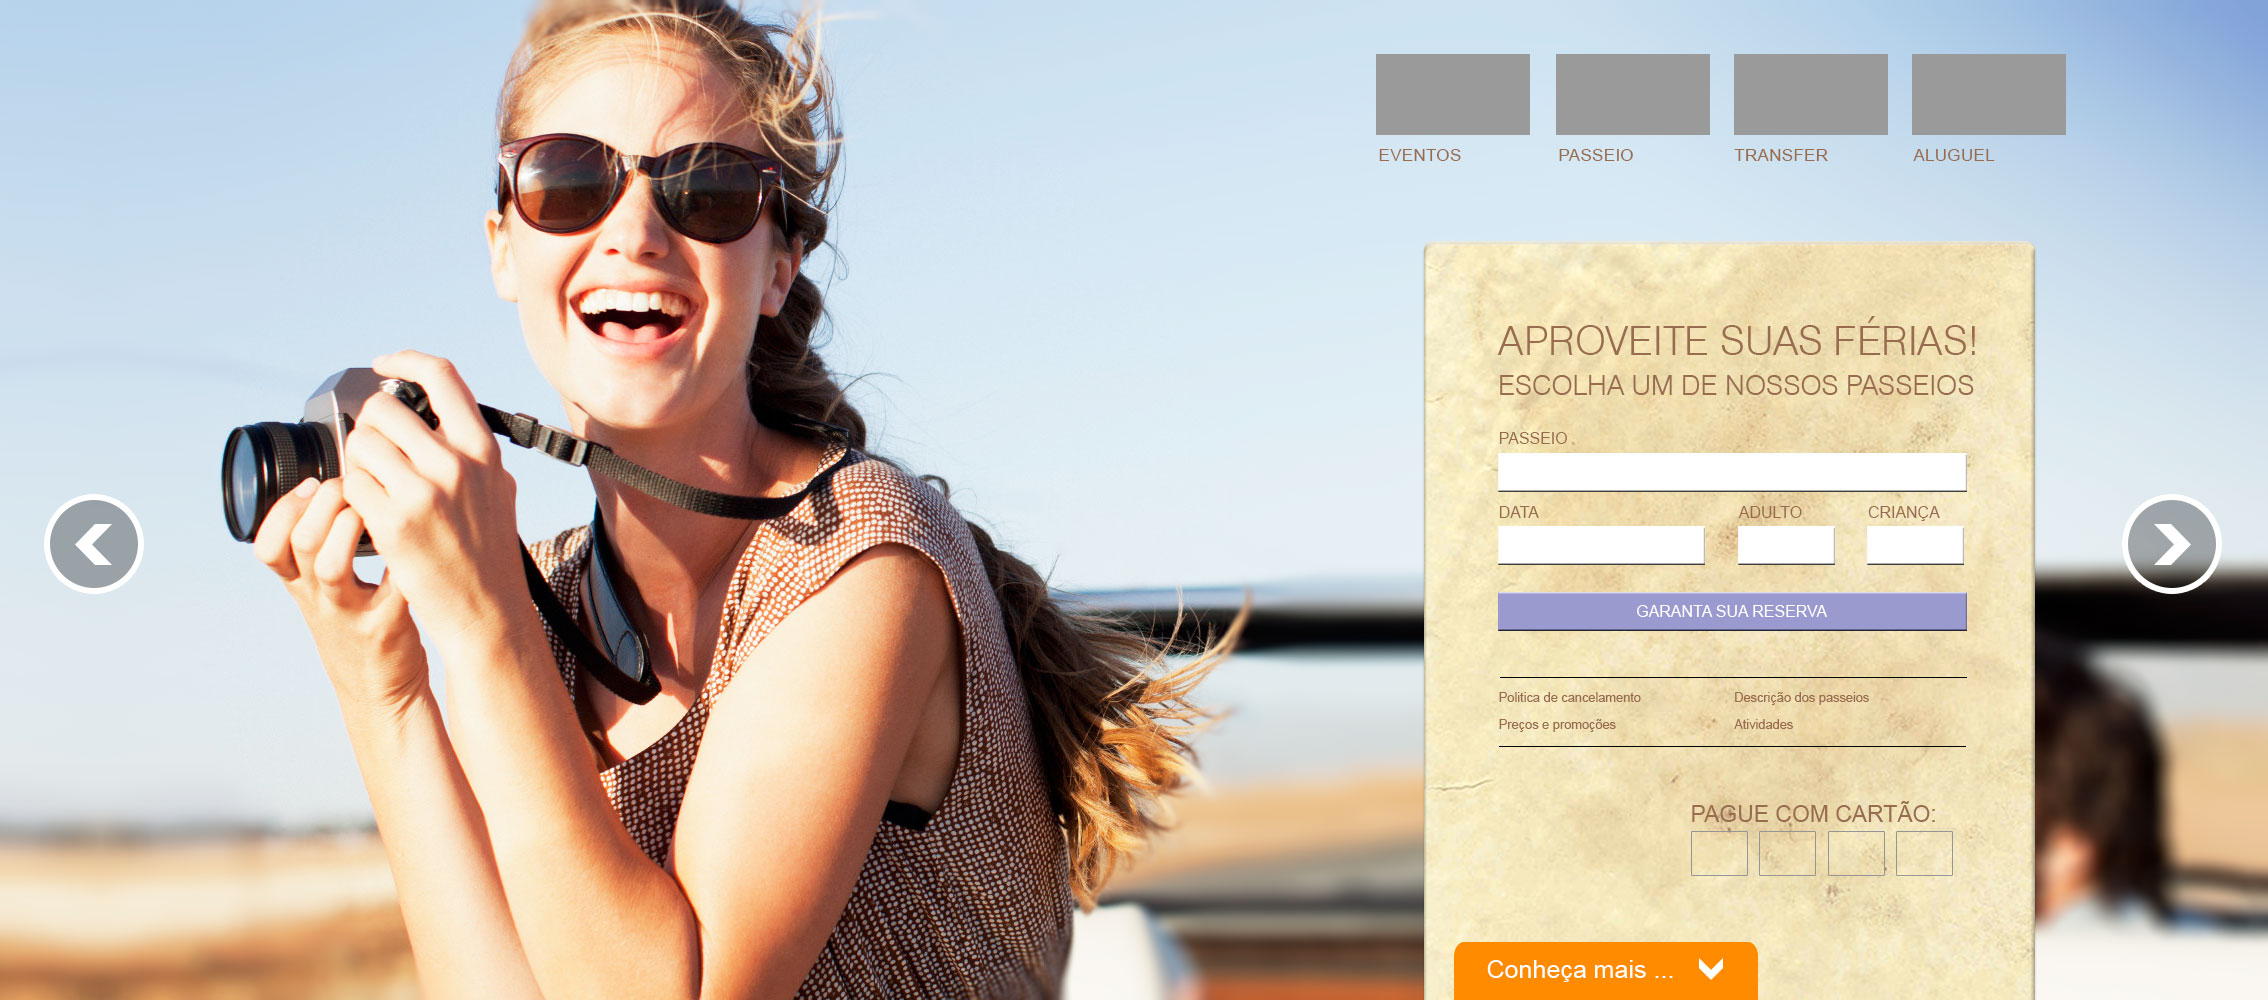 EVENTOS PASSEIO TRANSFER ALUGUEL
APROVEITE SUAS FÉRIAS!
ESCOLHA UM DE NOSSOS PASSEIOS
PASSEIO
DATA ADULTO CRIANÇA
GARANTA SUA RESERVA
Politica de cancelamento Descrição dos passeios
Preços e promoções Atividades
PAGUE COM CARTÃO:
Conheça mais ...